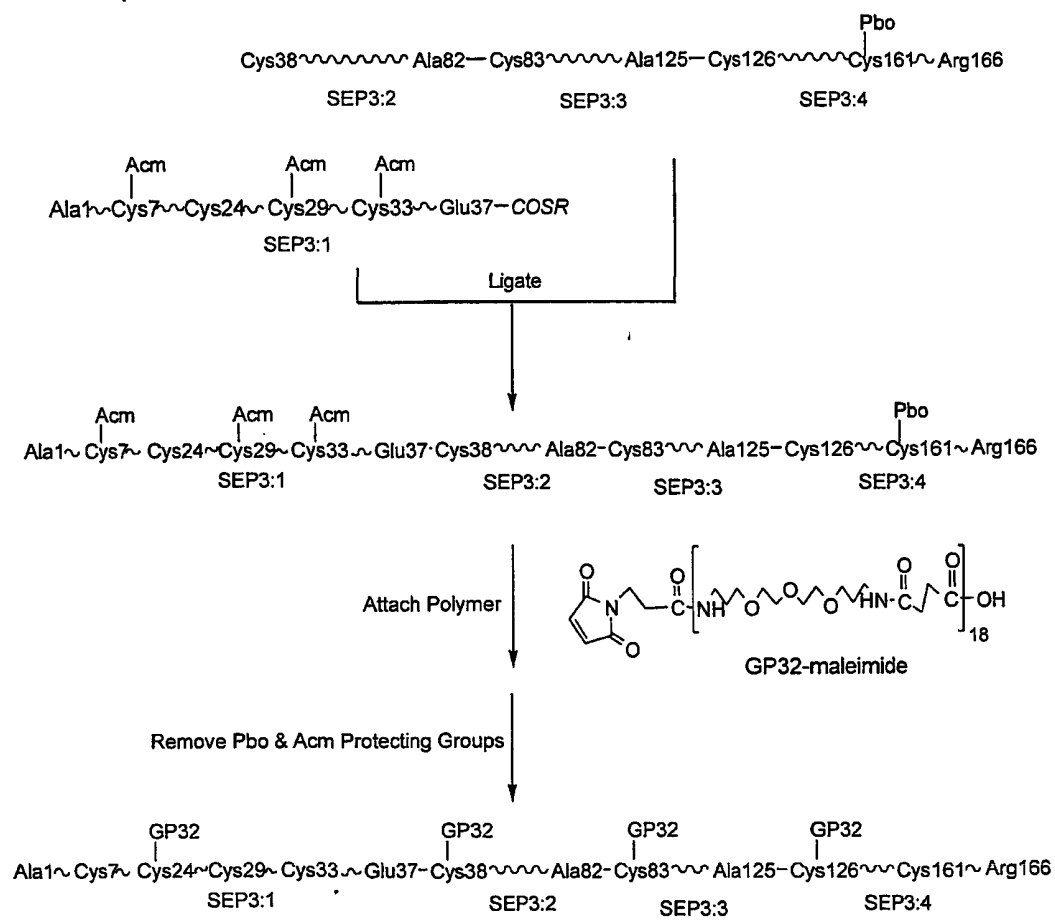 Pbo
Cys38 Ala82-Cys83 Ala125-Cys126 Cys161 Arg166
SEP3:2 SEP3:3 SEP3:4
Acm Acm Acm
Ala1 Cys7 Cys24 Cys29 Cys33 Glu37-COSR
SEP3:1
Ligate
Acm Acm Acm Pbo
Ala1 Cys7 Cys24 Cys29 Cys33 Glu37-Cys38 Ala82-Cys83 Ala125-Cys126 Cys161 Arg166
SEP3:1 SEP3:2 SEP3:3 SEP3:4
Attach Polymer
O O O O O O
N C NH O O O HN-C C-OH
O 18
GP32-maleimide
Remove Pbo & Acm Protecting Groups
GP32 GP32 GP32 GP32
Ala1 Cys7 Cys24 Cys29 Cys33 Glu37-Cys38 Ala82-Cys83 Ala125-Cys126 Cys161 Arg166
SEP3:1 SEP3:2 SEP3:3 SEP3:4